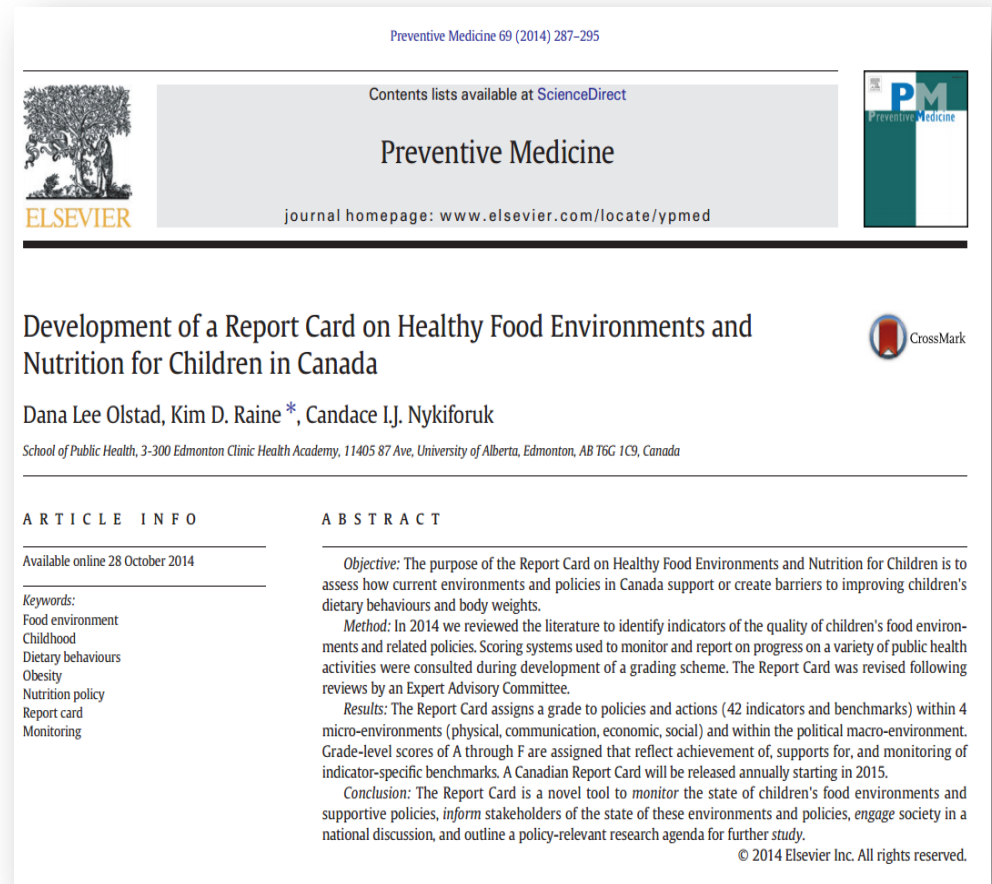 Preventive Medicine 69 (2014) 287–295
Contents lists available at ScienceDirect
Preventive Medicine
journal homepage: www.elsevier.com/locate/ypmed
ELSEVIER
PM
Preventive Medicine
Development of a Report Card on Healthy Food Environments and
Nutrition for Children in Canada
CrossMark
Dana Lee Olstad, Kim D. Raine *, Candace I.J. Nykiforuk
School of Public Health, 3-300 Edmonton Clinic Health Academy, 11405 87 Ave, University of Alberta, Edmonton, AB T6G 1C9, Canada
ARTICLE INFO
Available online 28 October 2014
Keywords:
Food environment
Childhood
Dietary behaviours
Obesity
Nutrition policy
Report card
Monitoring
ABSTRACT
Objective: The purpose of the Report Card on Healthy Food Environments and Nutrition for Children is to
assess how current environments and policies in Canada support or create barriers to improving children's
dietary behaviours and body weights.
Method: In 2014 we reviewed the literature to identify indicators of the quality of children's food environ-
ments and related policies. Scoring systems used to monitor and report on progress on a variety of public health
activities were consulted during development of a grading scheme. The Report Card was revised following
reviews by an Expert Advisory Committee.
Results: The Report Card assigns a grade to policies and actions (42 indicators and benchmarks) within 4
micro-environments (physical, communication, economic, social) and within the political macro-environment.
Grade-level scores of A through F are assigned that reflect achievement of, supports for, and monitoring of
indicator-specific benchmarks. A Canadian Report Card will be released annually starting in 2015.
Conclusion: The Report Card is a novel tool to monitor the state of children's food environments and
supportive policies, inform stakeholders of the state of these environments and policies, engage society in a
national discussion, and outline a policy-relevant research agenda for further study.
© 2014 Elsevier Inc. All rights reserved.